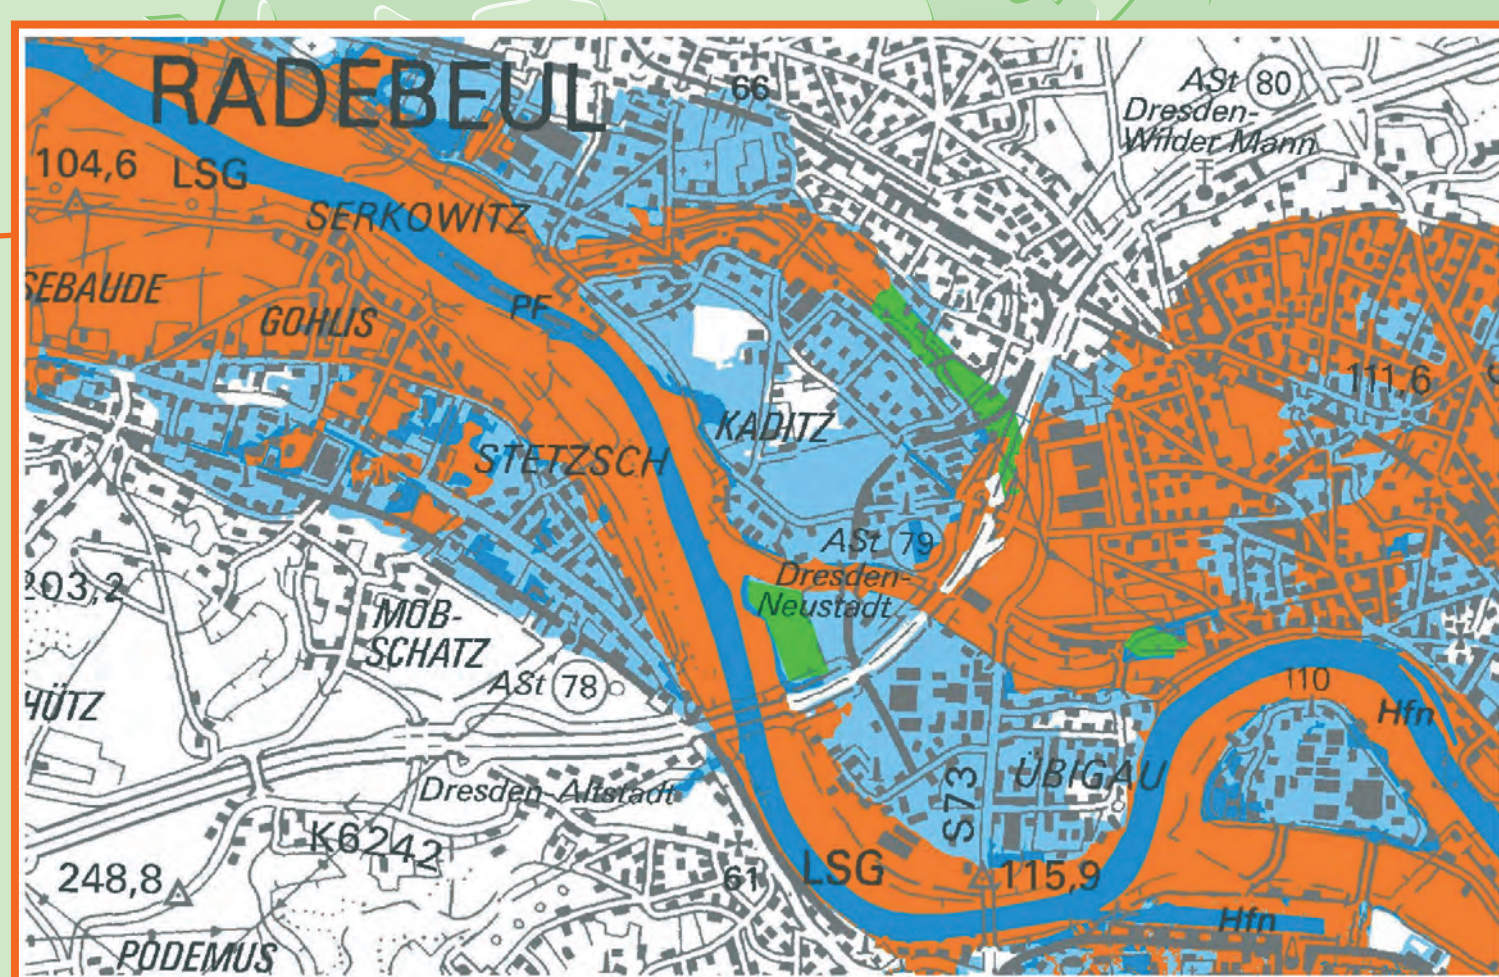 RADEBEUL
66
ASt 80
Dresden-
Wilder Mann
104,6
LSG
SERKOWITZ
SEBAUDE
GOHLIS
PF
111,6
KADITZ
STETZSCH
ASt 79
Dresden-
Neustadt
203,2
MOB-
SCHATZ
ASt 78
HÜTZ
110
Hfn
Dresden-Altstadt
ÜBIGAU
S73
K6242
248,8
61
LSG
115,9
Hfn
PODEMUS